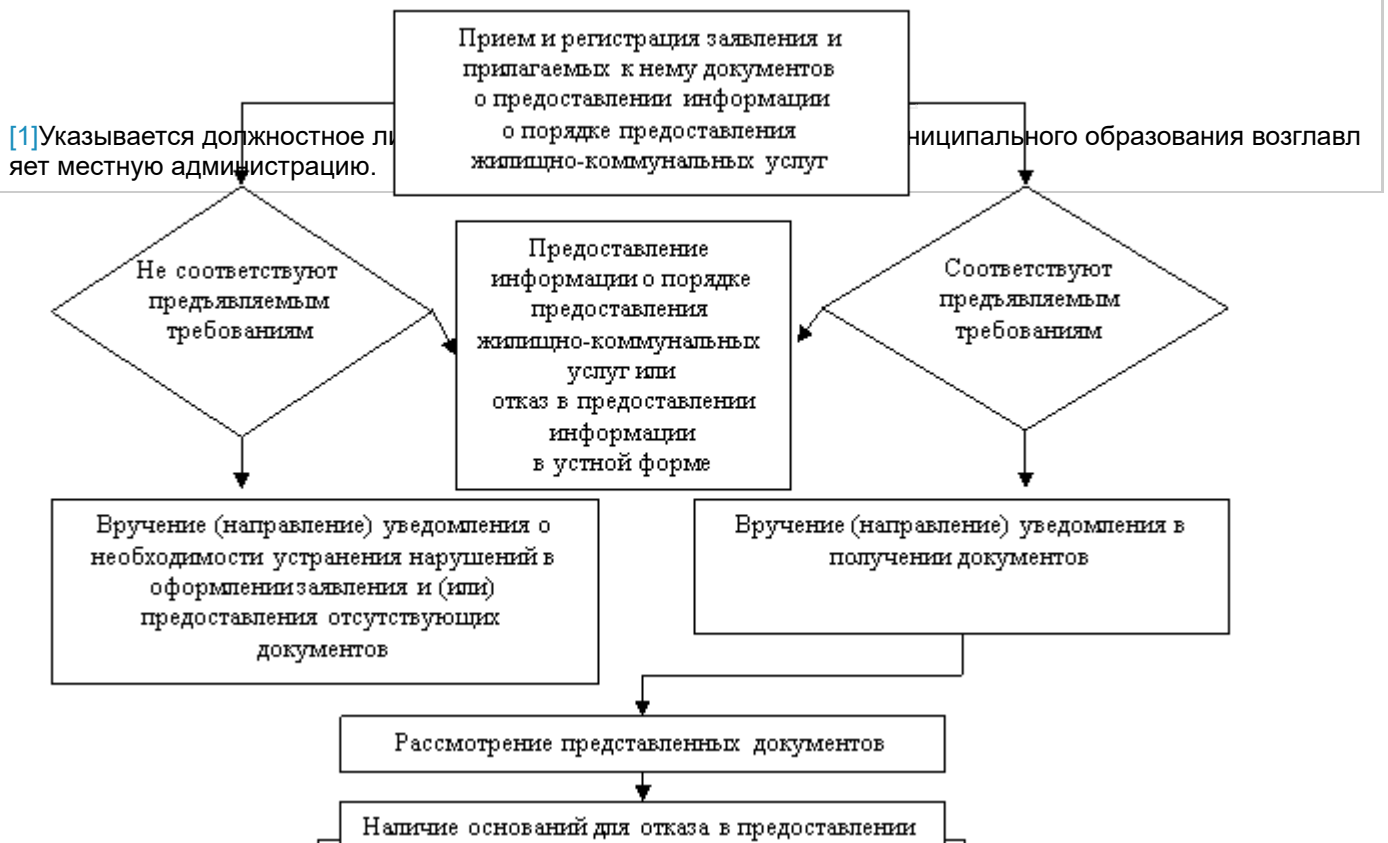 Прием и регистрация заявления и
прилагаемых к нему документов
о предоставлении информации
о порядке предоставления
жилищно-коммунальных услуг
[1]Указывается должностное ли
ниципального образования возглавл
яет местную администрацию.
Не соответствуют
предъявляемым
требованиям
Предоставление
информации о порядке
предоставления
жилищно-коммунальных
услуг или
отказ в предоставлении
информации
в устной форме
Соответствуют
предъявляемым
требованиям
Вручение (направление) уведомления о
необходимости устранения нарушений в
оформлении заявления и (или)
предоставления отсутствующих
документов
Вручение (направление) уведомления в
получении документов
Рассмотрение представленных документов
Наличие оснований для отказа в предоставлении